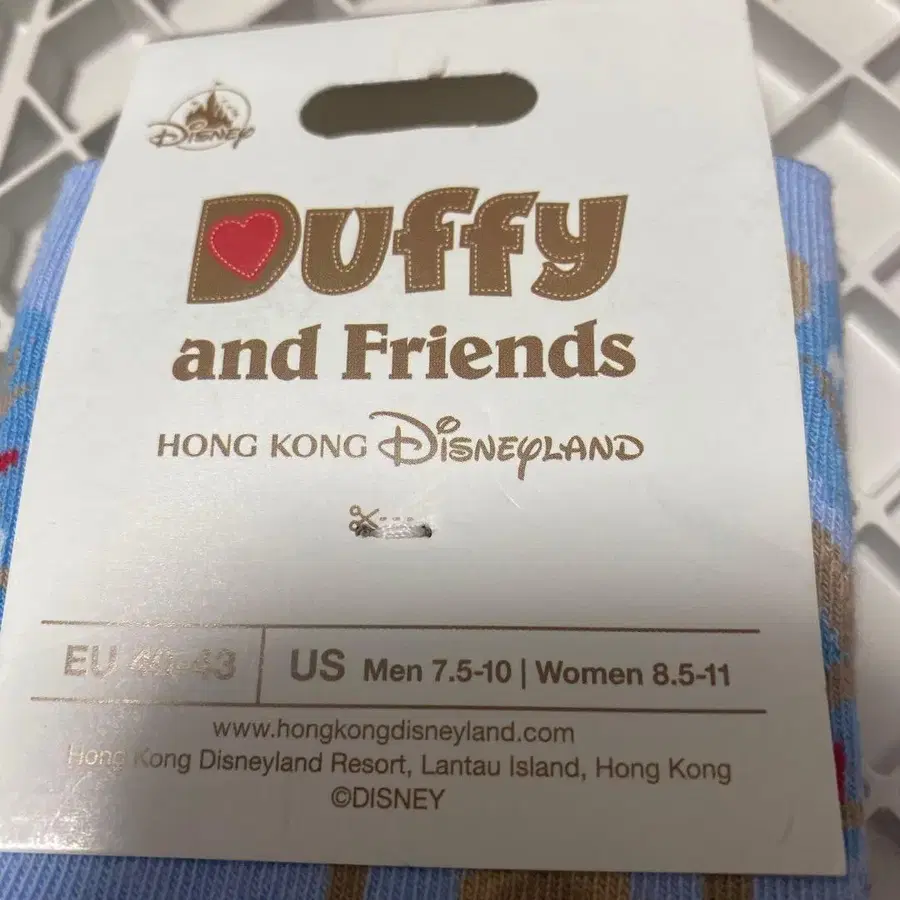 Disney
Duffy
and Friends
HONG KONG Disneyland
EU 40-43 US Men 7.5-10 | Women 8.5-11
www.hongkongdisneyland.com
Hong Kong Disneyland Resort, Lantau Island, Hong Kong
©DISNEY